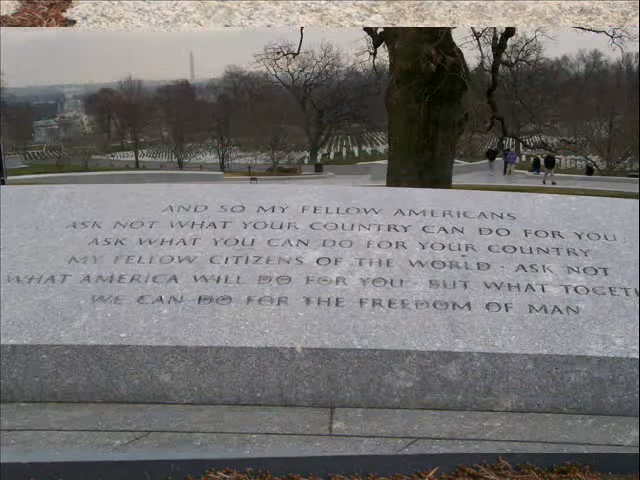 AND SO MY FELLOW AMERICANS
ASK NOT WHAT YOUR COUNTRY CAN DO FOR YOU
ASK WHAT YOU CAN DO FOR YOUR COUNTRY
MY FELLOW CITIZENS OF THE WORLD · ASK NOT
WHAT AMERICA WILL DO FOR YOU · BUT WHAT TOGETH
WE CAN DO FOR THE FREEDOM OF MAN